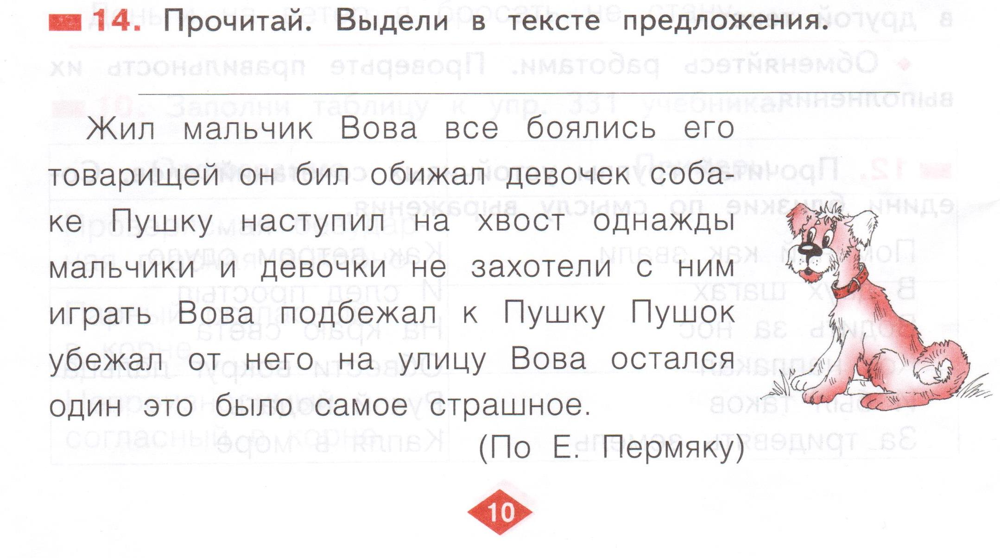 14. Прочитай. Выдели в тексте предложения.
Жил мальчик Вова все боялись его
товарищей он бил обижал девочек соба-
ке Пушку наступил на хвост однажды
мальчики и девочки не захотели с ним
играть Вова подбежал к Пушку Пушок
убежал от него на улицу Вова остался
один это было самое страшное.
(По Е. Пермяку)
10